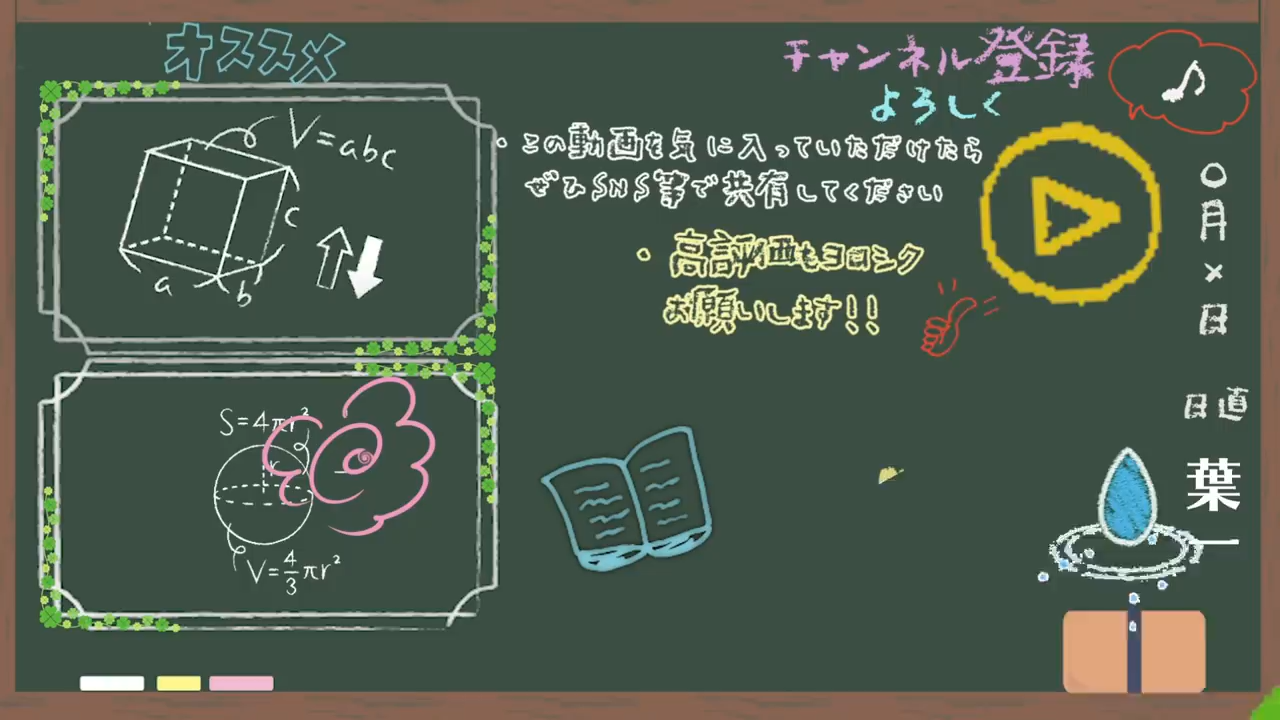 オススメ
チャンネル登録
よろしく
・この動画を気に入っていただけたら
ぜひSNS等で共有してください
・高評価もヨロシク
お願いします!!
V=abc
c
a
b
S=4πr²
r
V=4/3πr²
○月×日
日直
葉一